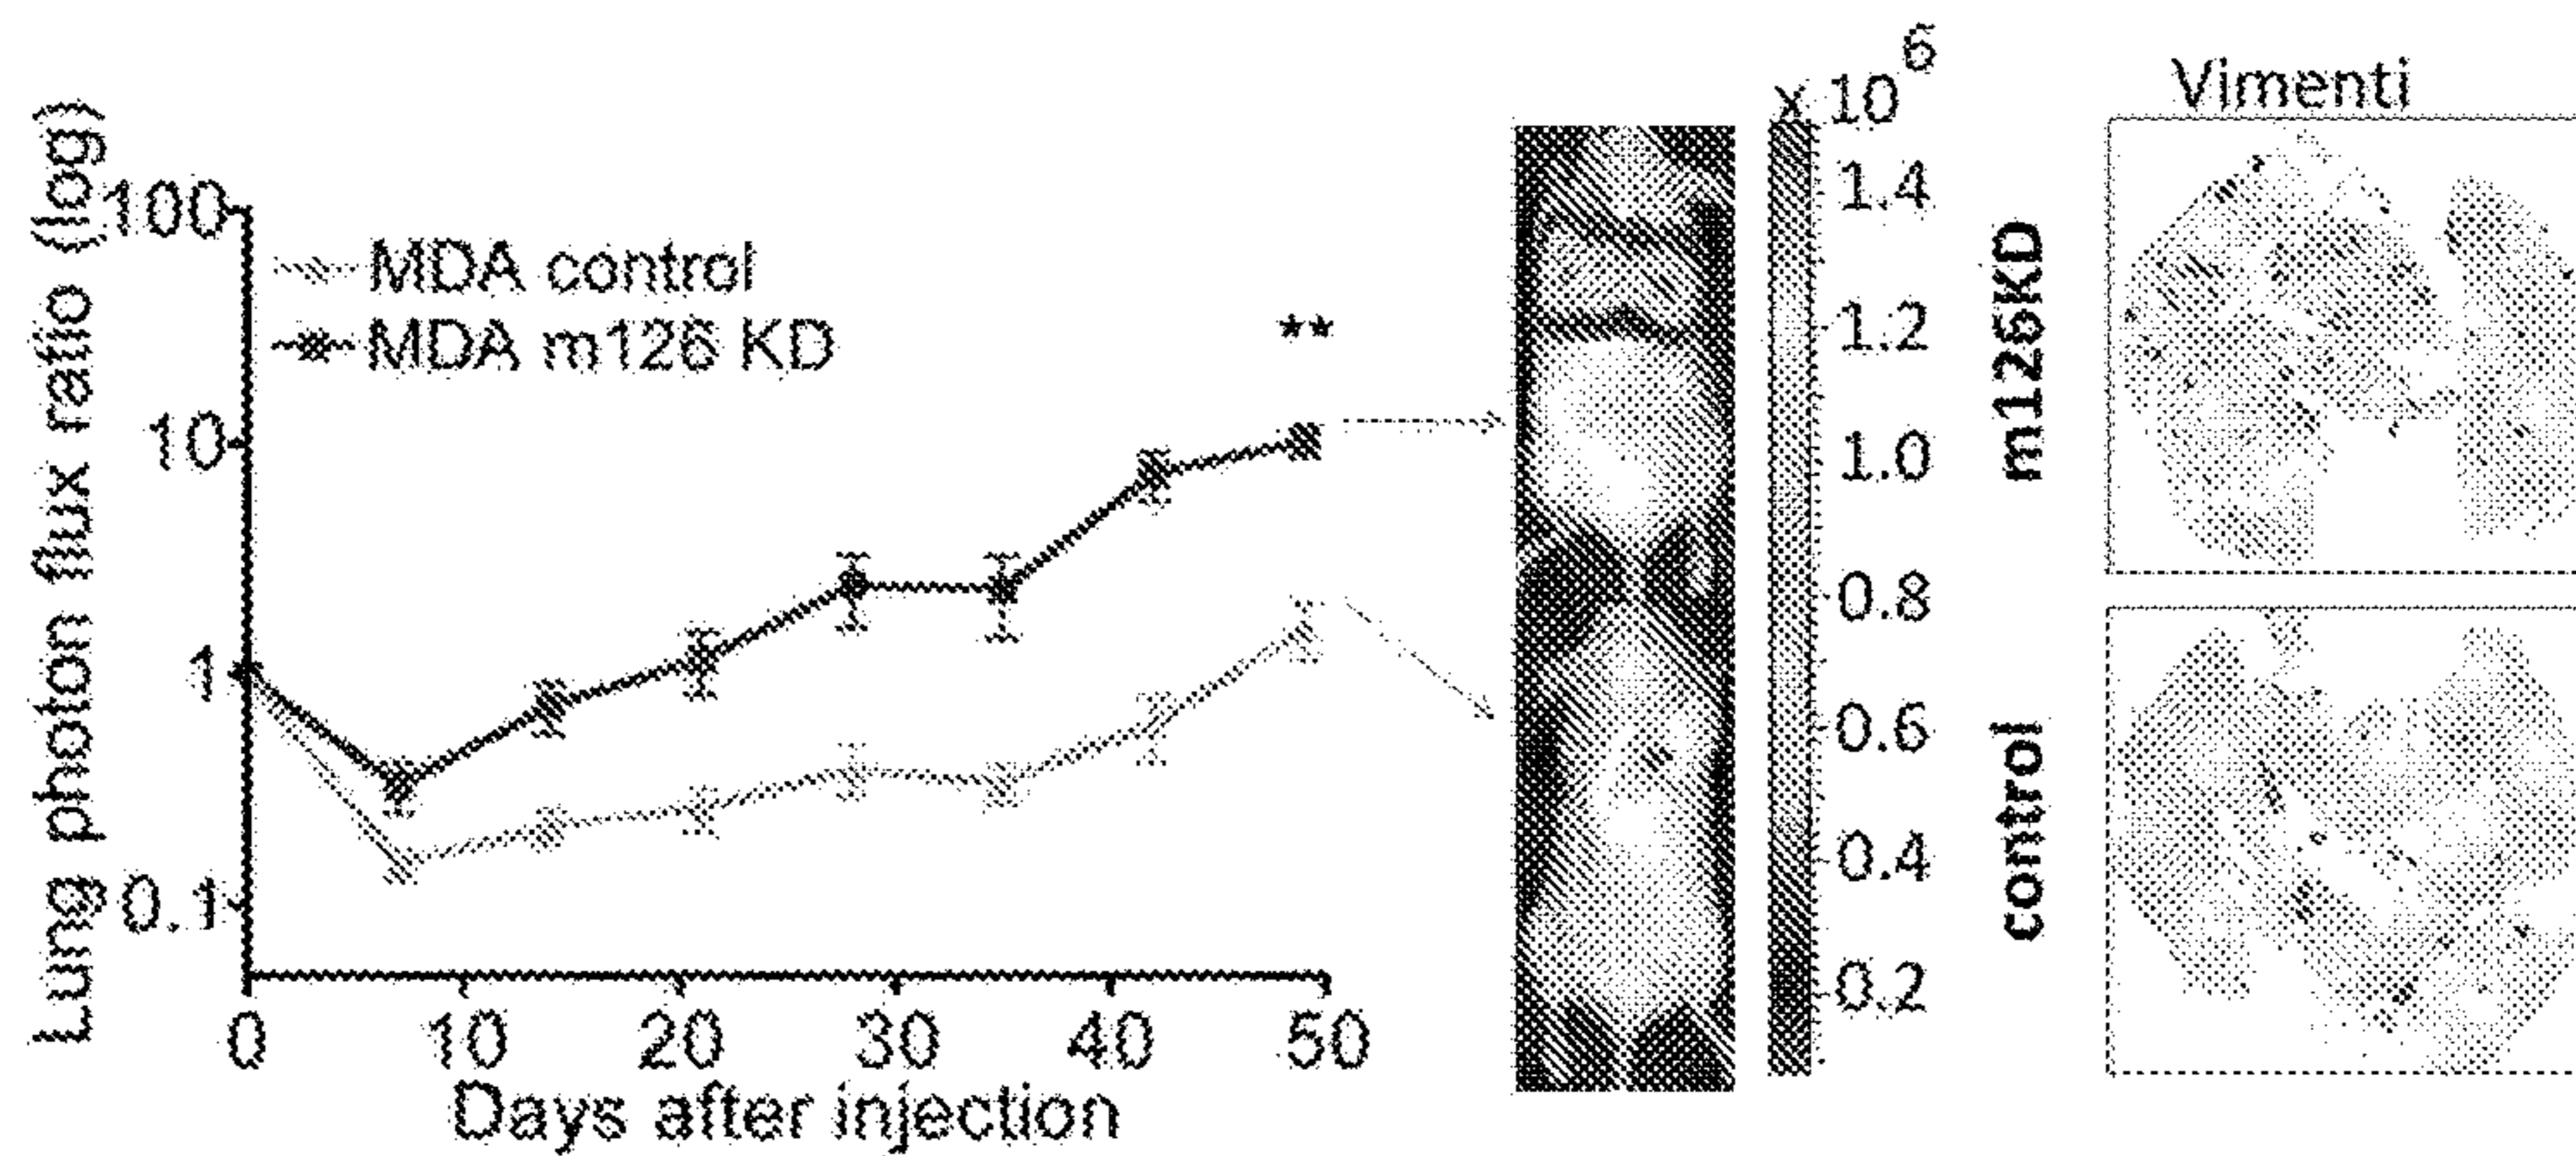 Lung photon flux ratio (log)
100
10
1
0.1
MDA control
MDA m126 KD
**
0
10
20
30
40
50
Days after injection
x 10 6
1.4
1.2
1.0
0.8
0.6
0.4
0.2
m126KD
control
Vimenti